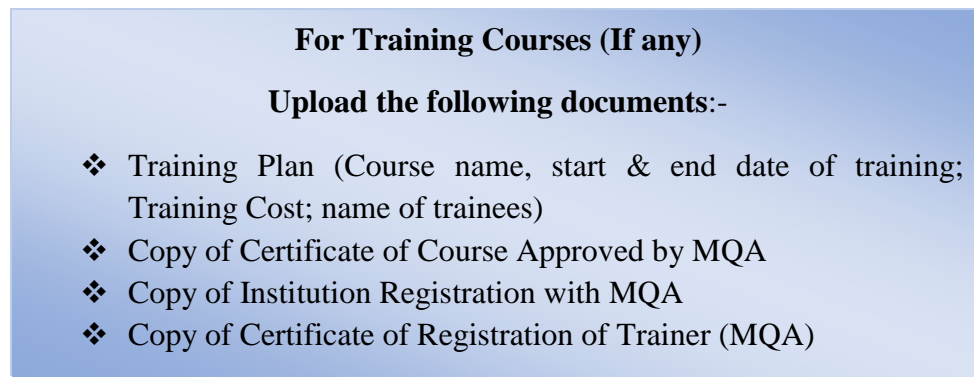 For Training Courses (If any)
Upload the following documents:-
❖ Training Plan (Course name, start & end date of training;
Training Cost; name of trainees)
❖ Copy of Certificate of Course Approved by MQA
❖ Copy of Institution Registration with MQA
❖ Copy of Certificate of Registration of Trainer (MQA)